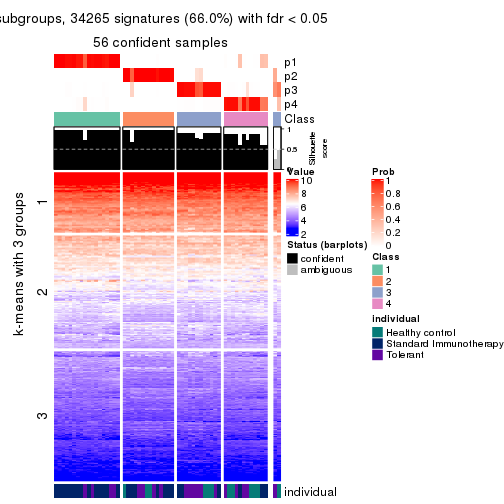 subgroups, 34265 signatures (66.0%) with fdr < 0.05
56 confident samples
p1
p2
p3
p4
Class
1
0.5
0
Silhouette
score
k-means with 3 groups
1
2
3
individual
Value
10
8
6
4
2
Status (barplots)
confident
ambiguous
Prob
1
0.8
0.6
0.4
0.2
0
Class
1
2
3
4
individual
Healthy control
Standard Immunotherapy
Tolerant